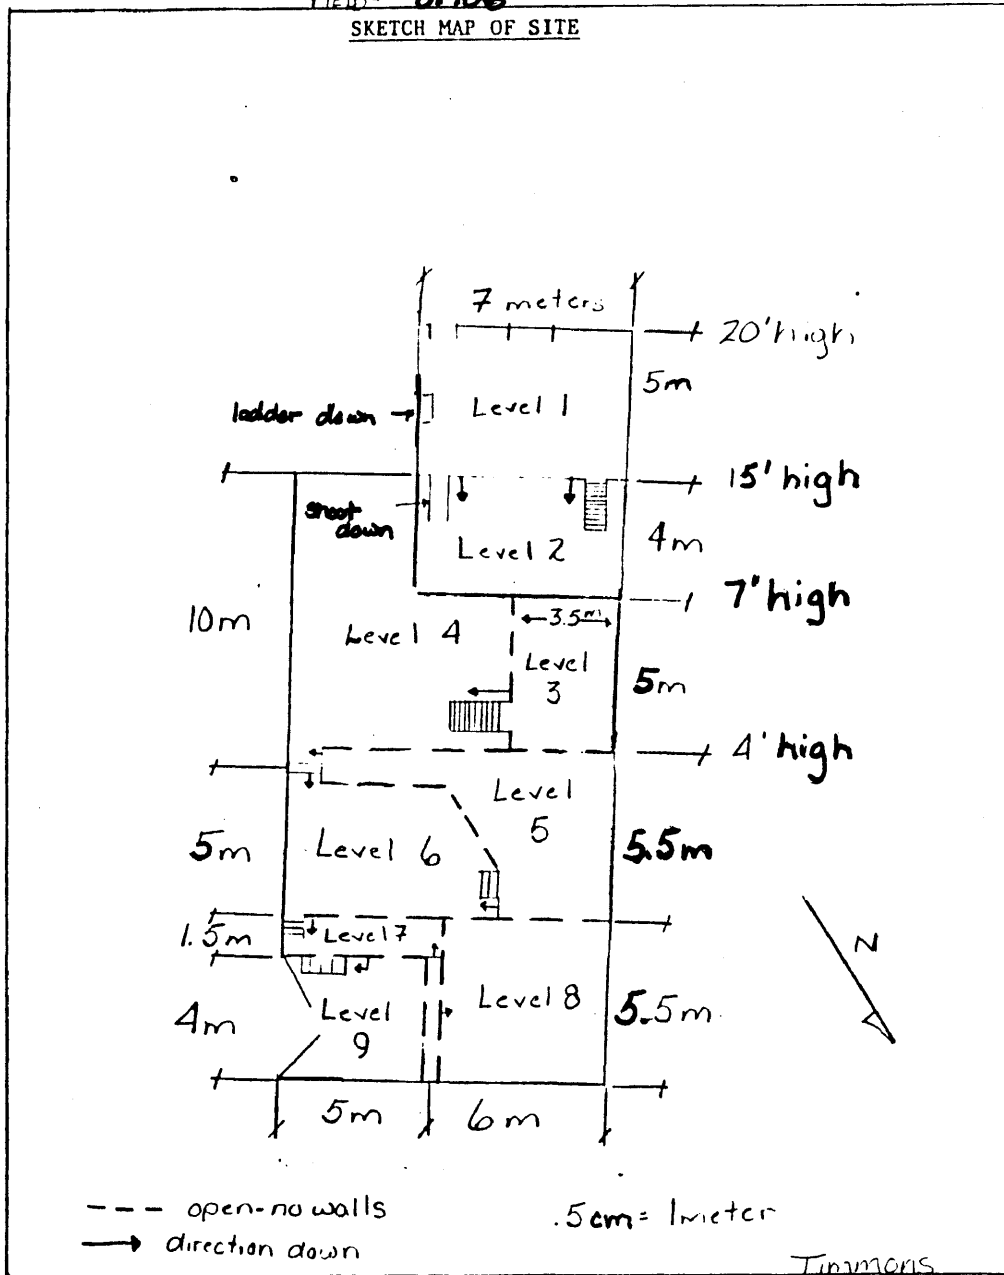 SKETCH MAP OF SITE
7 meters
20' high
5m
ladder down
Level 1
15' high
shoot
down
Level 2
4m
7' high
10m
Level 4
3.5m
Level
3
5m
4' high
Level
5
5m
Level 6
5.5m
1.5m
Level 7
N
Level 8
5.5m
4m
Level
9
5m
6m
open-no walls
.5cm = 1meter
direction down
Timmons